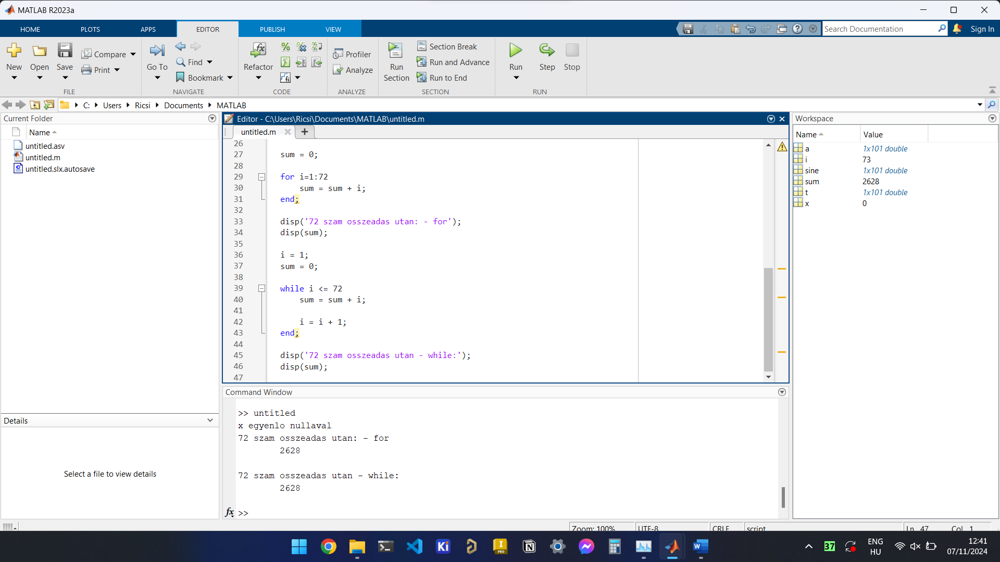 MATLAB R2023a
HOME PLOTS APPS EDITOR PUBLISH VIEW
Search Documentation
Sign In
New
Open
Save
Compare
Print
FILE
Go To
Find
Bookmark
NAVIGATE
Refactor
CODE
Profiler
Analyze
ANALYZE
Run
Section
Section Break
Run and Advance
Run to End
SECTION
Run
Step
Stop
RUN
C: Users Ricsi Documents MATLAB
Current Folder
Name
untitled.asv
untitled.m
untitled.slx.autosave
Details
Select a file to view details
Editor - C:\Users\Ricsi\Documents\MATLAB\untitled.m
untitled.m
26
27 sum = 0;
28
29 for i=1:72
30 sum = sum + i;
31 end;
32
33 disp('72 szam osszeadas utan: - for');
34 disp(sum);
35
36 i = 1;
37 sum = 0;
38
39 while i <= 72
40 sum = sum + i;
41
42 i = i + 1;
43 end;
44
45 disp('72 szam osszeadas utan - while:');
46 disp(sum);
47
Command Window
>> untitled
x egyenlo nullaval
72 szam osszeadas utan: - for
2628
72 szam osszeadas utan - while:
2628
fx >>
Workspace
Name Value
a 1x101 double
i 73
sine 1x101 double
sum 2628
t 1x101 double
x 0
Zoom: 100% UTF-8 CRLF script Ln 47 Col 1
Ki
I
PRO
N
W
37
ENG
HU
12:41
07/11/2024